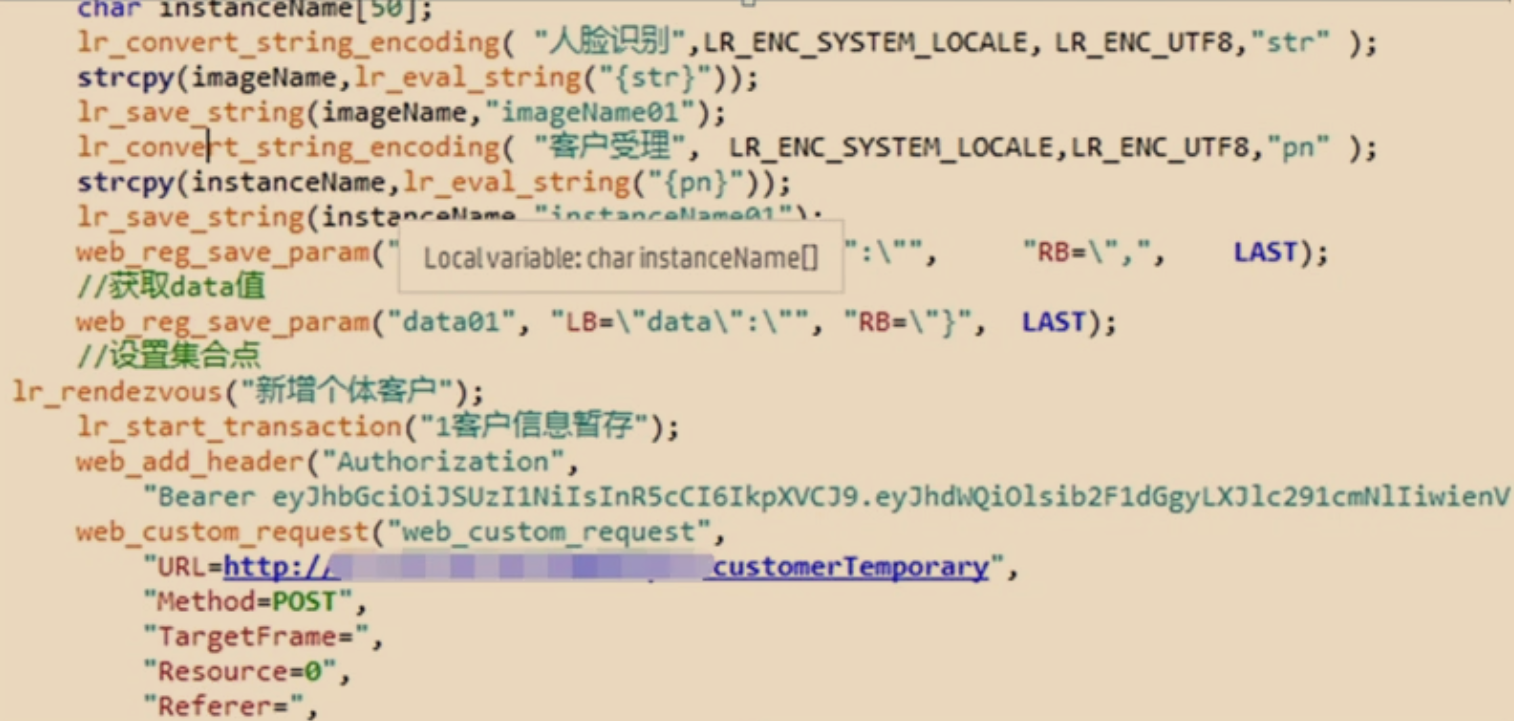 char instanceName[50];
lr_convert_string_encoding( "人脸识别",LR_ENC_SYSTEM_LOCALE, LR_ENC_UTF8,"str" );
strcpy(imageName,lr_eval_string("{str}"));
lr_save_string(imageName,"imageName01");
lr_convert_string_encoding( "客户受理", LR_ENC_SYSTEM_LOCALE,LR_ENC_UTF8,"pn" );
strcpy(instanceName,lr_eval_string("{pn}"));
lr_save_string(instanceName,"instanceName01");
web_reg_save_param(" ":\"", "RB=\",", LAST);
Local variable: char instanceName[]
//获取data值
web_reg_save_param("data01", "LB=\"data\":\"", "RB=\"}", LAST);
//设置集合点
lr_rendezvous("新增个体客户");
lr_start_transaction("1客户信息暂存");
web_add_header("Authorization",
"Bearer eyJhbGciOiJSUzI1NiIsInR5cCI6IkpXVCJ9.eyJhdWQiOlsib2F1dGgyLXJlc291cmNlIiwienV
web_custom_request("web_custom_request",
"URL=http:// customerTemporary",
"Method=POST",
"TargetFrame=",
"Resource=0",
"Referer=",